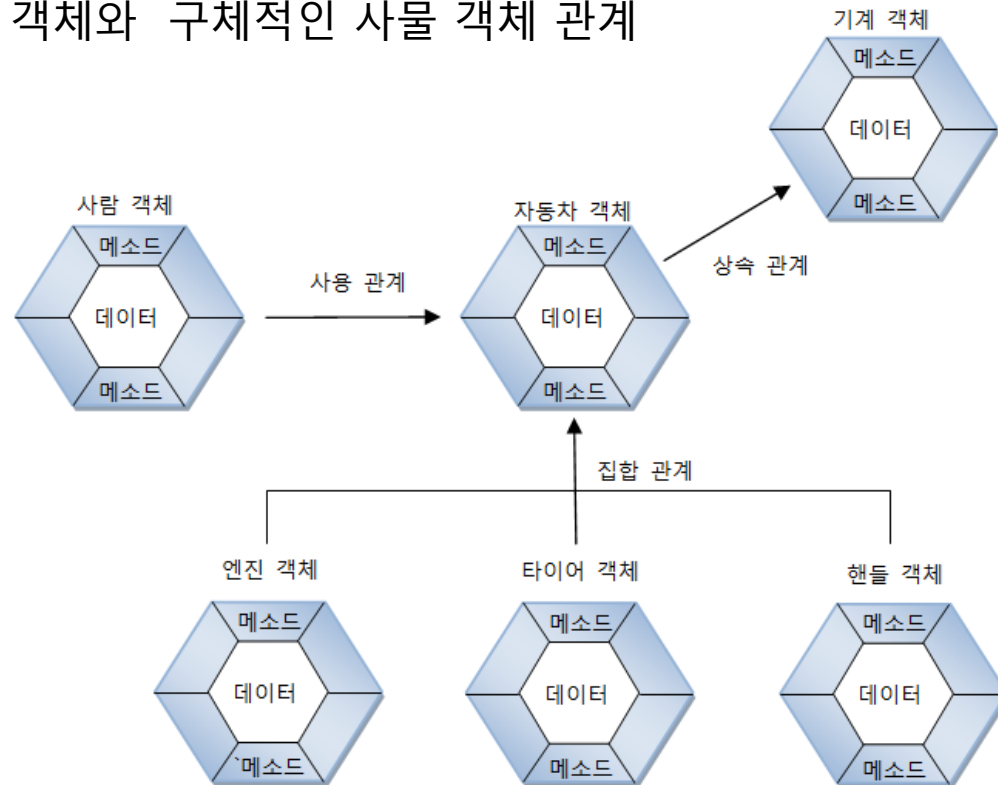 객체와 구체적인 사물 객체 관계
기계 객체
메소드
데이터
메소드
사람 객체
메소드
데이터
메소드
사용 관계
자동차 객체
메소드
데이터
메소드
상속 관계
집합 관계
엔진 객체
메소드
데이터
`메소드
타이어 객체
메소드
데이터
메소드
핸들 객체
메소드
데이터
메소드